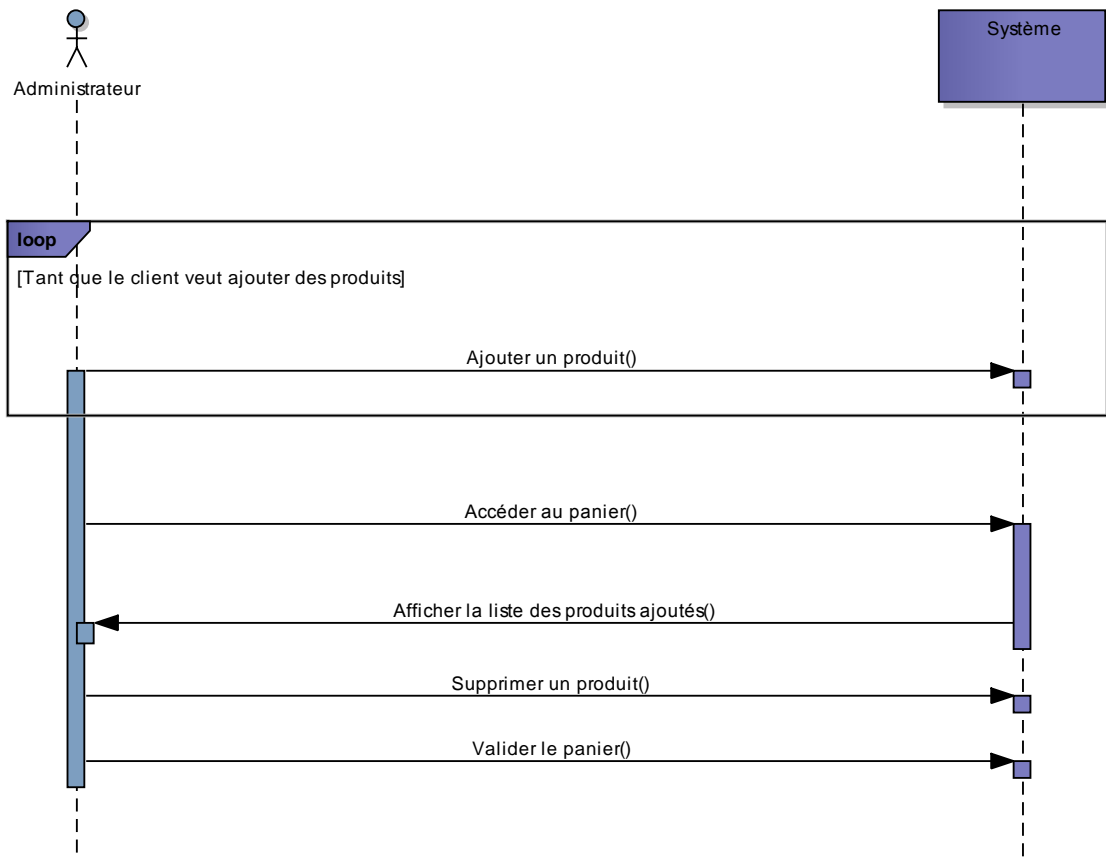 Système
Administrateur
loop
[Tant que le client veut ajouter des produits]
Ajouter un produit()
Accéder au panier()
Afficher la liste des produits ajoutés()
Supprimer un produit()
Valider le panier()